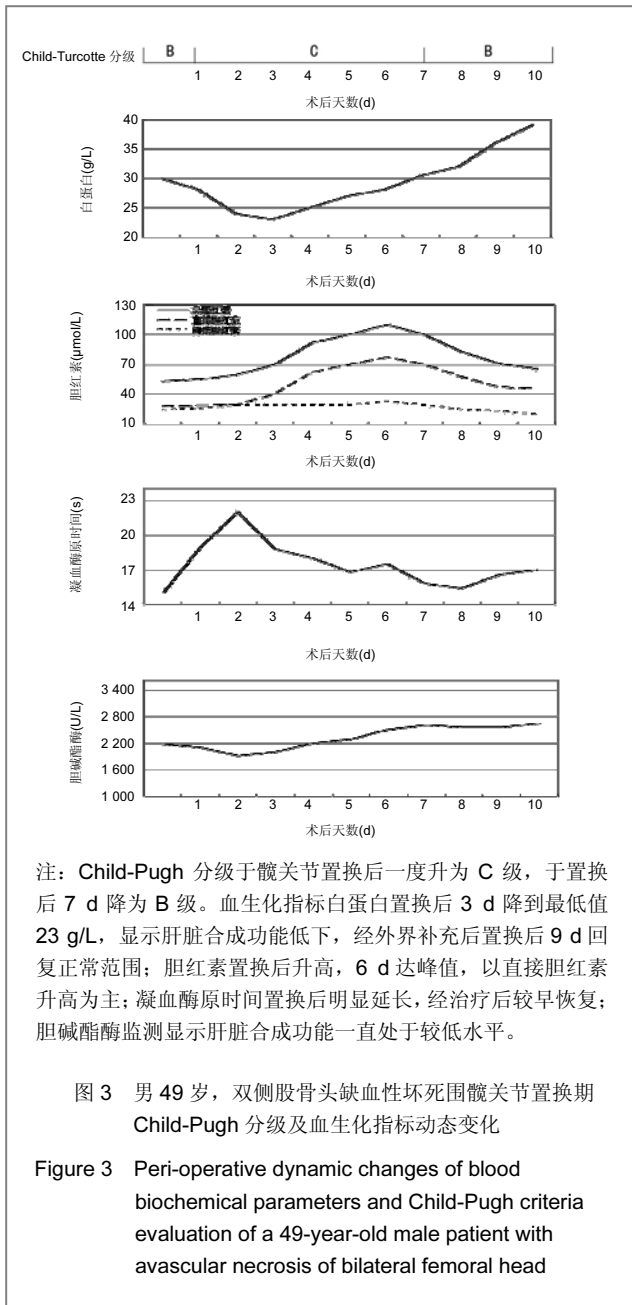 Child-Turcotte 分级 B C B
1 2 3 4 5 6 7 8 9 10
术后天数(d)
白蛋白(g/L)
40
35
30
25
20
1 2 3 4 5 6 7 8 9 10
术后天数(d)
胆红素(μmol/L)
130
100
70
40
10
1 2 3 4 5 6 7 8 9 10
术后天数(d)
凝血酶原时间(s)
23
20
17
14
1 2 3 4 5 6 7 8 9 10
术后天数(d)
胆碱酯酶(U/L)
3 400
2 800
2 200
1 600
1 000
1 2 3 4 5 6 7 8 9 10
术后天数(d)
注：Child-Pugh 分级于髋关节置换后一度升为 C 级，于置换
后 7 d 降为 B 级。血生化指标白蛋白置换后 3 d 降到最低值
23 g/L，显示肝脏合成功能低下，经外界补充后置换后 9 d 回
复正常范围；胆红素置换后升高，6 d 达峰值，以直接胆红素
升高为主；凝血酶原时间置换后明显延长，经治疗后较早恢复；
胆碱酯酶监测显示肝脏合成功能一直处于较低水平。
图 3 男 49 岁，双侧股骨头缺血性坏死围髋关节置换期
Child-Pugh 分级及血生化指标动态变化
Figure 3 Peri-operative dynamic changes of blood
biochemical parameters and Child-Pugh criteria
evaluation of a 49-year-old male patient with
avascular necrosis of bilateral femoral head